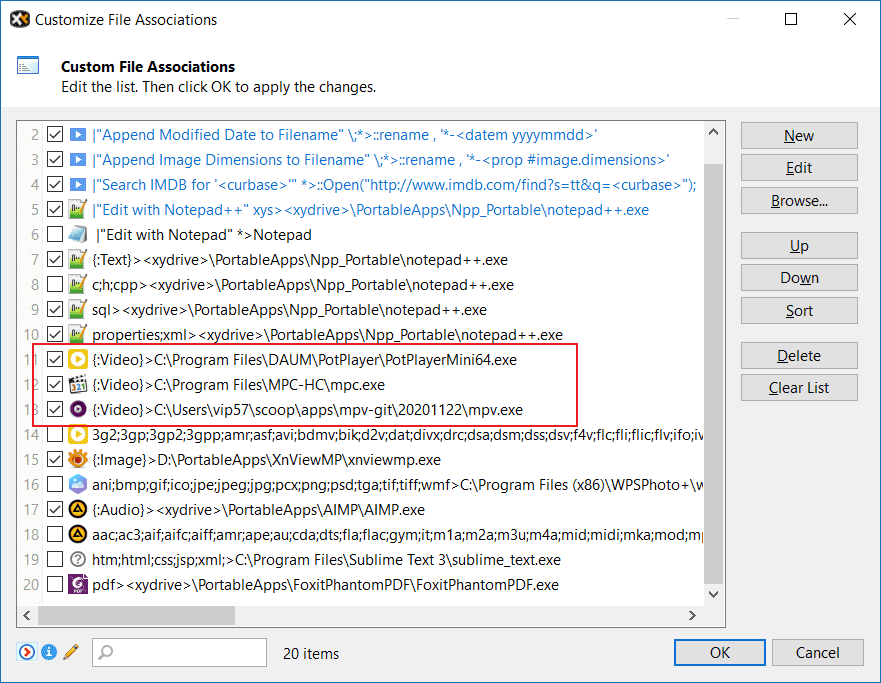 Customize File Associations
Custom File Associations
Edit the list. Then click OK to apply the changes.
2 |"Append Modified Date to Filename" \;*>::rename , '*-<datem yyyymmdd>'
3 |"Append Image Dimensions to Filename" \;*>::rename , '*-<prop #image.dimensions>'
4 |"Search IMDB for '<curbase>'" *>::Open("http://www.imdb.com/find?s=tt&q=<curbase>");
5 |"Edit with Notepad++" xys><xydrive>\PortableApps\Npp_Portable\notepad++.exe
6 |"Edit with Notepad" *>Notepad
7 {:Text}><xydrive>\PortableApps\Npp_Portable\notepad++.exe
8 c;h;cpp><xydrive>\PortableApps\Npp_Portable\notepad++.exe
9 sql><xydrive>\PortableApps\Npp_Portable\notepad++.exe
10 properties;xml><xydrive>\PortableApps\Npp_Portable\notepad++.exe
11 {:Video}>C:\Program Files\DAUM\PotPlayer\PotPlayerMini64.exe
12 {:Video}>C:\Program Files\MPC-HC\mpc.exe
13 {:Video}>C:\Users\vip57\scoop\apps\mpv-git\20201122\mpv.exe
14 3g2;3gp;3gp2;3gpp;amr;asf;avi;bdmv;bik;d2v;dat;divx;drc;dsa;dsm;dss;dsv;f4v;flc;fli;flic;flv;ifo;iv
15 {:Image}>D:\PortableApps\XnViewMP\xnviewmp.exe
16 ani;bmp;gif;ico;jpe;jpeg;jpg;pcx;png;psd;tga;tif;tiff;wmf>C:\Program Files (x86)\WPSPhoto+\w
17 {:Audio}><xydrive>\PortableApps\AIMP\AIMP.exe
18 aac;ac3;aif;aifc;aiff;amr;ape;au;cda;dts;fla;flac;gym;it;m1a;m2a;m3u;m4a;mid;midi;mka;mod;mp
19 htm;html;css;jsp;xml;>C:\Program Files\Sublime Text 3\sublime_text.exe
20 pdf><xydrive>\PortableApps\FoxitPhantomPDF\FoxitPhantomPDF.exe
New
Edit
Browse...
Up
Down
Sort
Delete
Clear List
20 items
OK
Cancel